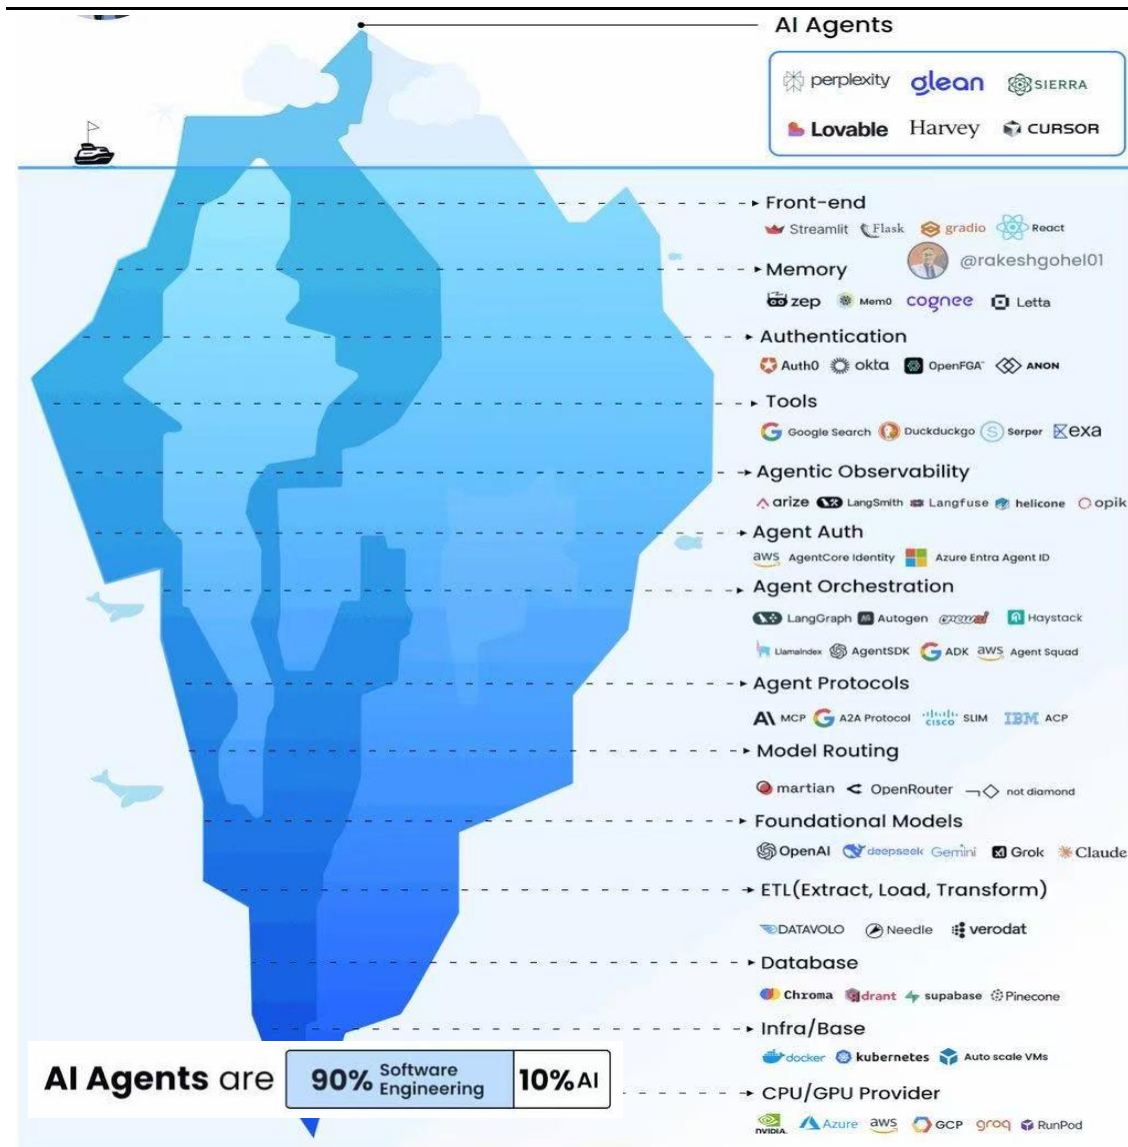 AI Agents
perplexity glean SIERRA
Lovable Harvey CURSOR
Front-end
Streamlit Flask gradio React
@rakeshgohel01
Memory
zep Mem0 cognee Letta
Authentication
Auth0 okta OpenFGA ANON
Tools
Google Search Duckduckgo Serper exa
Agentic Observability
arize LangSmith Langfuse helicone opik
Agent Auth
aws AgentCore Identity Azure Entra Agent ID
Agent Orchestration
LangGraph Autogen crewai Haystack
LlamaIndex AgentSDK ADK aws Agent Squad
Agent Protocols
MCP A2A Protocol CISCO SLIM IBM ACP
Model Routing
martian OpenRouter not diamond
Foundational Models
OpenAI deepseek Gemini Grok Claude
ETL(Extract, Load, Transform)
DATAVOLO Needle verodat
Database
Chroma drant supabase Pinecone
Infra/Base
docker kubernetes Auto scale VMs
AI Agents are 90% Software Engineering 10% AI
CPU/GPU Provider
NVIDIA Azure aws GCP groq RunPod